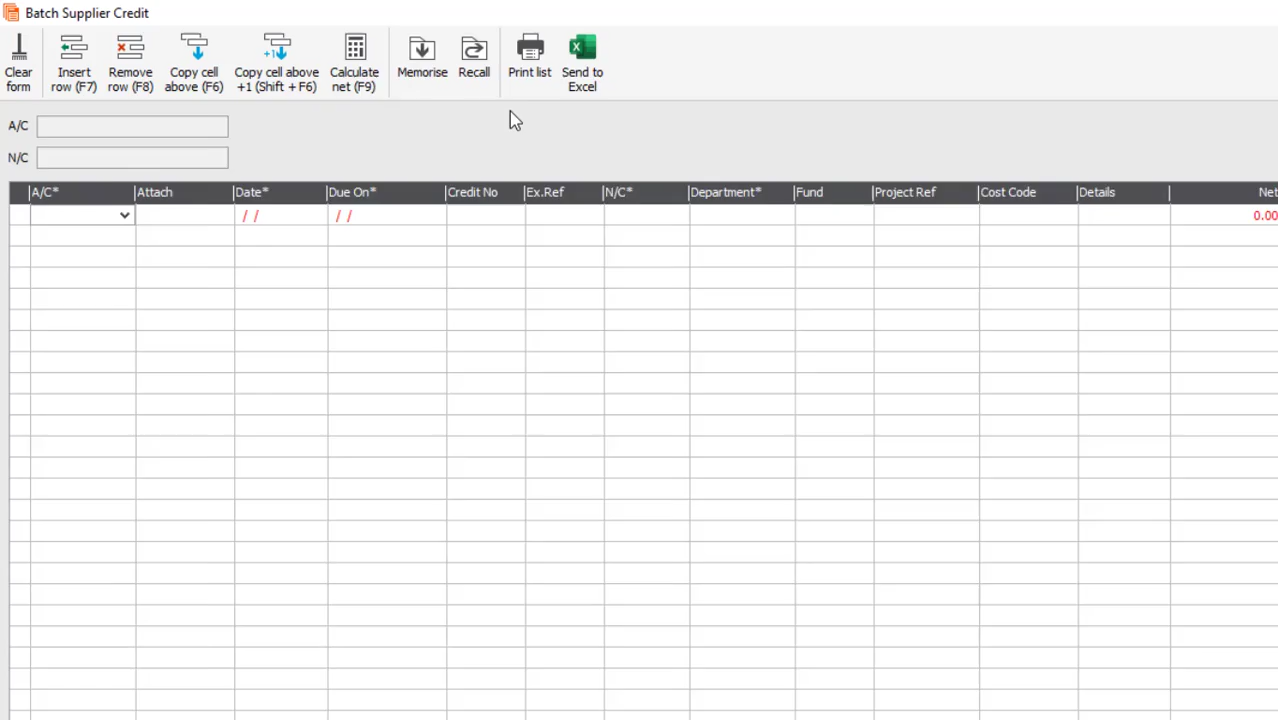 Batch Supplier Credit
Clear form
Insert row (F7)
Remove row (F8)
Copy cell above (F6)
Copy cell above +1 (Shift + F6)
Calculate net (F9)
Memorise
Recall
Print list
Send to Excel
A/C
N/C
A/C* Attach Date* Due On* Credit No Ex.Ref N/C* Department* Fund Project Ref Cost Code Details Net
/ / / / 0.00